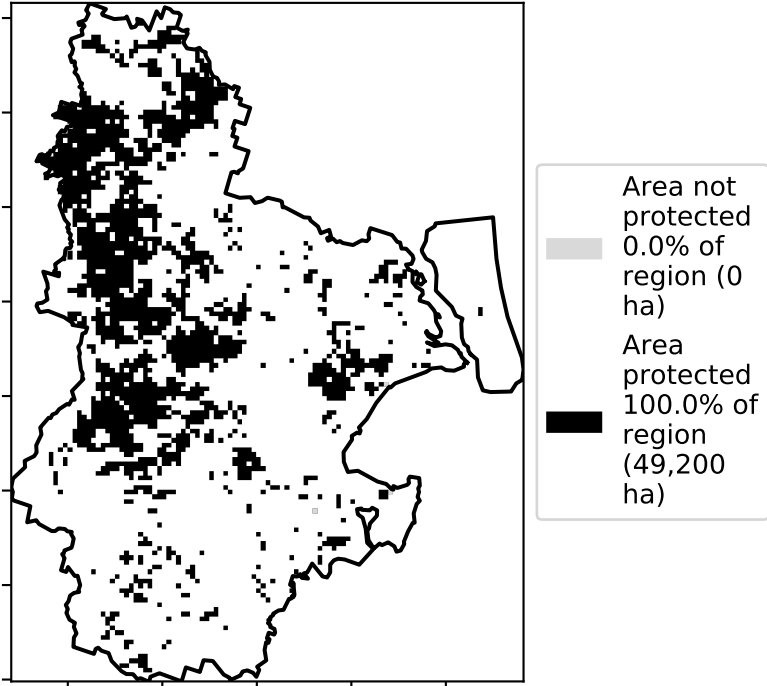 Area not
protected
0.0% of
region (0
ha)
Area
protected
100.0% of
region
(49,200
ha)